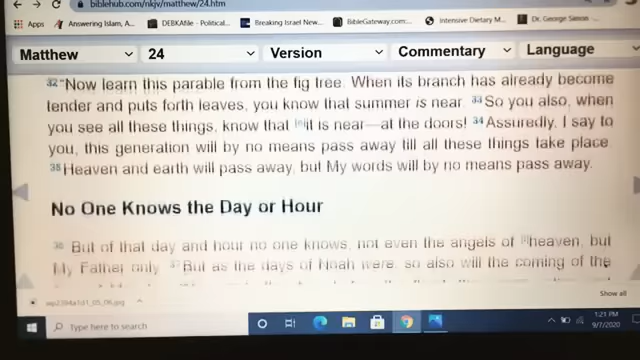 biblehub.com/nkjv/matthew/24.htm
Apps Answering Islam, A... DEBKAfile - Political... Breaking Israel New... BibleGateway.com... Intensive Dietary M... Dr. George Simon...
Matthew 24 Version Commentary Language
32 "Now learn this parable from the fig tree. When its branch has already become
tender and puts forth leaves, you know that summer is near. 33 So you also, when
you see all these things, know that it is near—at the doors! 34 Assuredly, I say to
you, this generation will by no means pass away till all these things take place.
35 Heaven and earth will pass away, but My words will by no means pass away.
No One Knows the Day or Hour
36 But of that day and hour no one knows, not even the angels of heaven, but
My Father only. 37 But as the days of Noah were, so also will the coming of the
Show all
Type here to search
1:21 PM
9/7/2020